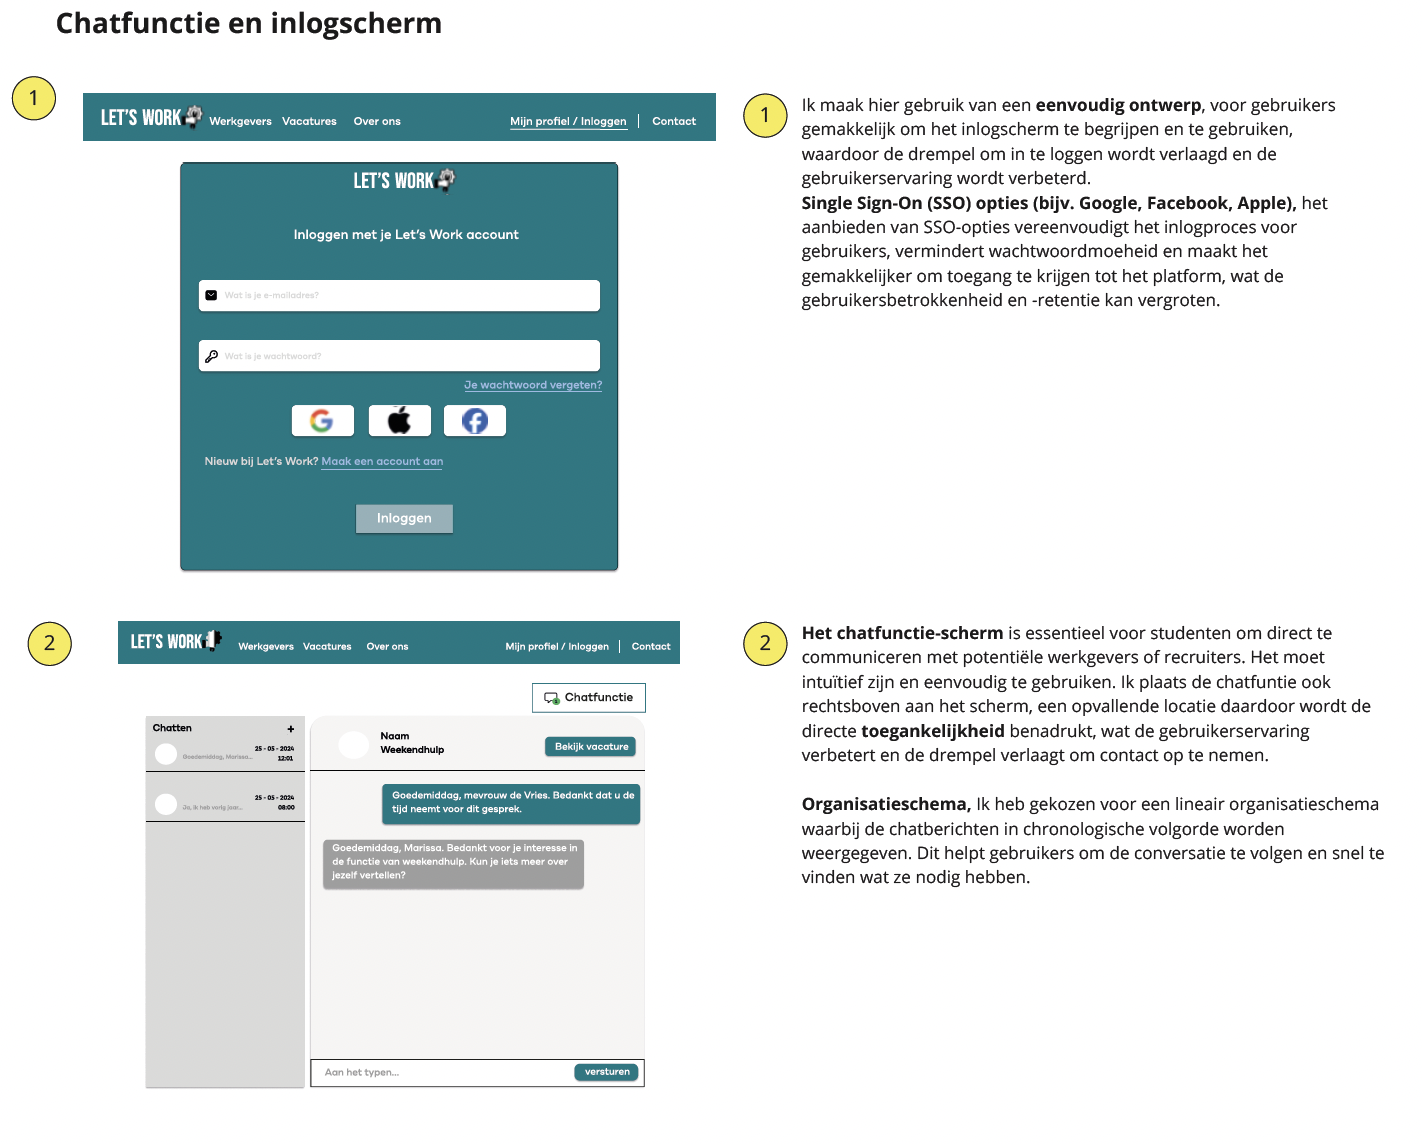 Chatfunctie en inlogscherm
1
LET'S WORK
Werkgevers Vacatures Over ons
Mijn profiel / Inloggen | Contact
LET'S WORK
Inloggen met je Let's Work account
Wat is je e-mailadres?
Wat is je wachtwoord?
Je wachtwoord vergeten?
Nieuw bij Let's Work? Maak een account aan
Inloggen
1
Ik maak hier gebruik van een eenvoudig ontwerp, voor gebruikers
gemakkelijk om het inlogscherm te begrijpen en te gebruiken,
waardoor de drempel om in te loggen wordt verlaagd en de
gebruikerservaring wordt verbeterd.
Single Sign-On (SSO) opties (bijv. Google, Facebook, Apple), het
aanbieden van SSO-opties vereenvoudigt het inlogproces voor
gebruikers, vermindert wachtwoordmoeheid en maakt het
gemakkelijker om toegang te krijgen tot het platform, wat de
gebruikersbetrokkenheid en -retentie kan vergroten.
2
LET'S WORK
Werkgevers Vacatures Over ons
Mijn profiel / Inloggen | Contact
Chatfunctie
Chatten +
25 - 05 - 2024
Goedemiddag, Marissa...
12:01
25 - 05 - 2024
Ja, ik heb vorig jaar...
08:00
Naam
Weekendhulp
Bekijk vacature
Goedemiddag, mevrouw de Vries. Bedankt dat u de
tijd neemt voor dit gesprek.
Goedemiddag, Marissa. Bedankt voor je interesse in
de functie van weekendhulp. Kun je iets meer over
jezelf vertellen?
Aan het typen...
versturen
2
Het chatfunctie-scherm is essentieel voor studenten om direct te
communiceren met potentiële werkgevers of recruiters. Het moet
intuïtief zijn en eenvoudig te gebruiken. Ik plaats de chatfuntie ook
rechtsboven aan het scherm, een opvallende locatie daardoor wordt de
directe toegankelijkheid benadrukt, wat de gebruikerservaring
verbetert en de drempel verlaagt om contact op te nemen.
Organisatieschema, Ik heb gekozen voor een lineair organisatieschema
waarbij de chatberichten in chronologische volgorde worden
weergegeven. Dit helpt gebruikers om de conversatie te volgen en snel te
vinden wat ze nodig hebben.